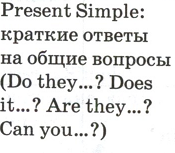 Present Simple:
краткие ответы
на общие вопросы
(Do they...? Does
it...? Are they...?
Can you...?)